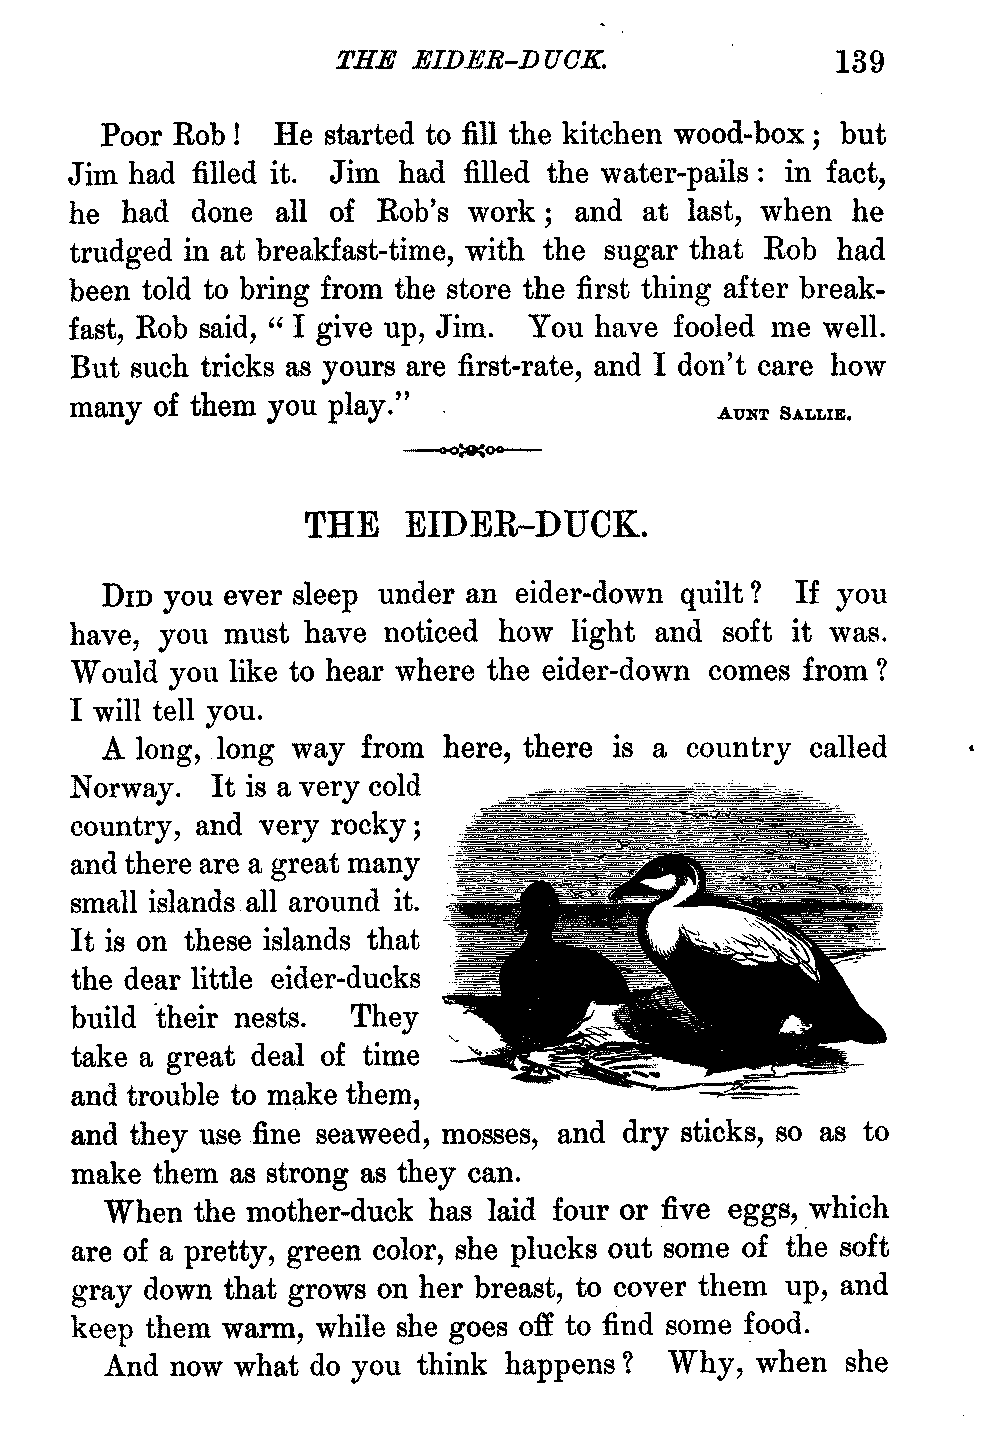 THE EIDER-DUCK. 139
Poor Rob! He started to fill the kitchen wood-box; but
Jim had filled it. Jim had filled the water-pails: in fact,
he had done all of Rob's work; and at last, when he
trudged in at breakfast-time, with the sugar that Rob had
been told to bring from the store the first thing after break-
fast, Rob said, "I give up, Jim. You have fooled me well.
But such tricks as yours are first-rate, and I don't care how
many of them you play." AUNT SALLIE.
THE EIDER-DUCK.
DID you ever sleep under an eider-down quilt? If you
have, you must have noticed how light and soft it was.
Would you like to hear where the eider-down comes from?
I will tell you.
A long, long way from here, there is a country called
Norway. It is a very cold
country, and very rocky;
and there are a great many
small islands all around it.
It is on these islands that
the dear little eider-ducks
build their nests. They
take a great deal of time
and trouble to make them,
and they use fine seaweed, mosses, and dry sticks, so as to
make them as strong as they can.
When the mother-duck has laid four or five eggs, which
are of a pretty, green color, she plucks out some of the soft
gray down that grows on her breast, to cover them up, and
keep them warm, while she goes off to find some food.
And now what do you think happens? Why, when she